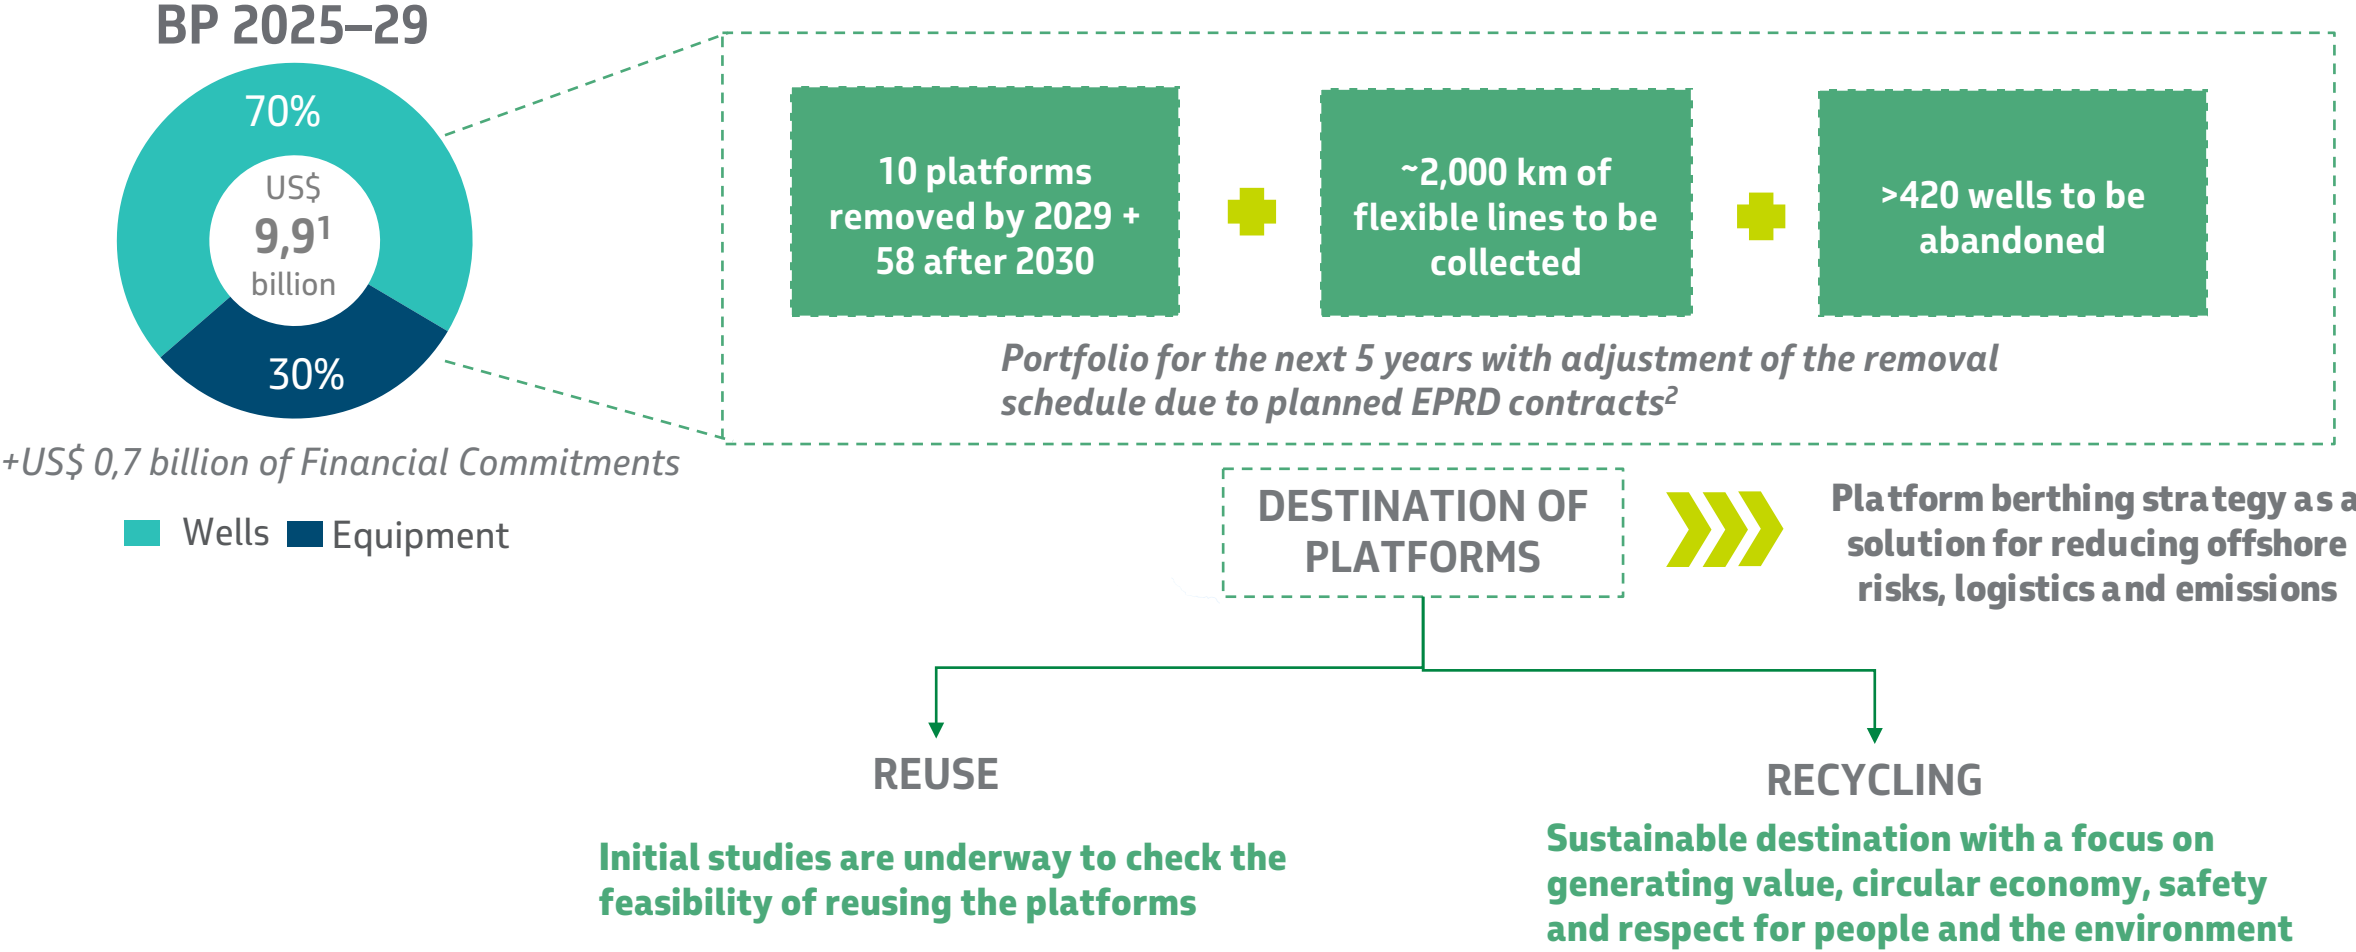 BP 2025–29
70%
US$
9,9¹
billion
30%
+US$ 0,7 billion of Financial Commitments
Wells
Equipment
10 platforms
removed by 2029 +
58 after 2030
~2,000 km of
flexible lines to be
collected
>420 wells to be
abandoned
Portfolio for the next 5 years with adjustment of the removal
schedule due to planned EPRD contracts²
DESTINATION OF
PLATFORMS
Platform berthing strategy as a
solution for reducing offshore
risks, logistics and emissions
REUSE
Initial studies are underway to check the
feasibility of reusing the platforms
RECYCLING
Sustainable destination with a focus on
generating value, circular economy, safety
and respect for people and the environment